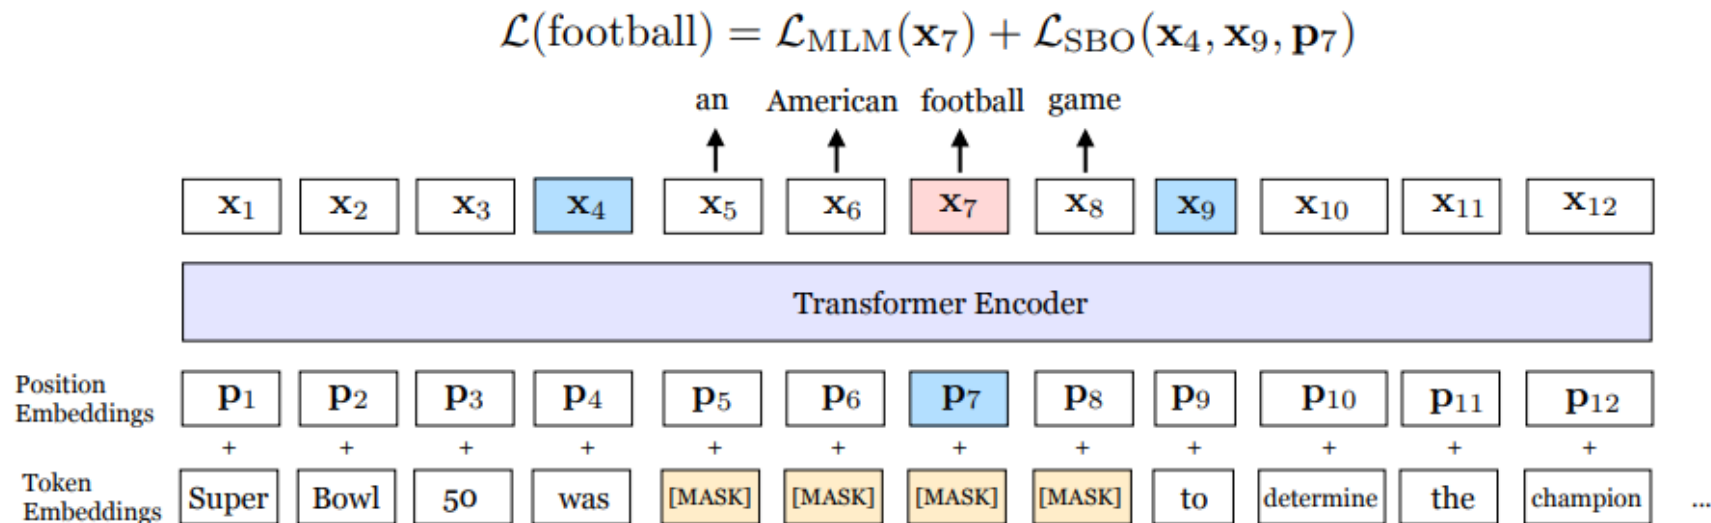 ℒ(football) = ℒ_MLM(x₇) + ℒ_SBO(x₄, x₉, p₇)
an American football game
x₁ x₂ x₃ x₄ x₅ x₆ x₇ x₈ x₉ x₁₀ x₁₁ x₁₂
Transformer Encoder
Position Embeddings p₁ p₂ p₃ p₄ p₅ p₆ p₇ p₈ p₉ p₁₀ p₁₁ p₁₂
+ + + + + + + + + + + +
Token Embeddings Super Bowl 50 was [MASK] [MASK] [MASK] [MASK] to determine the champion ...